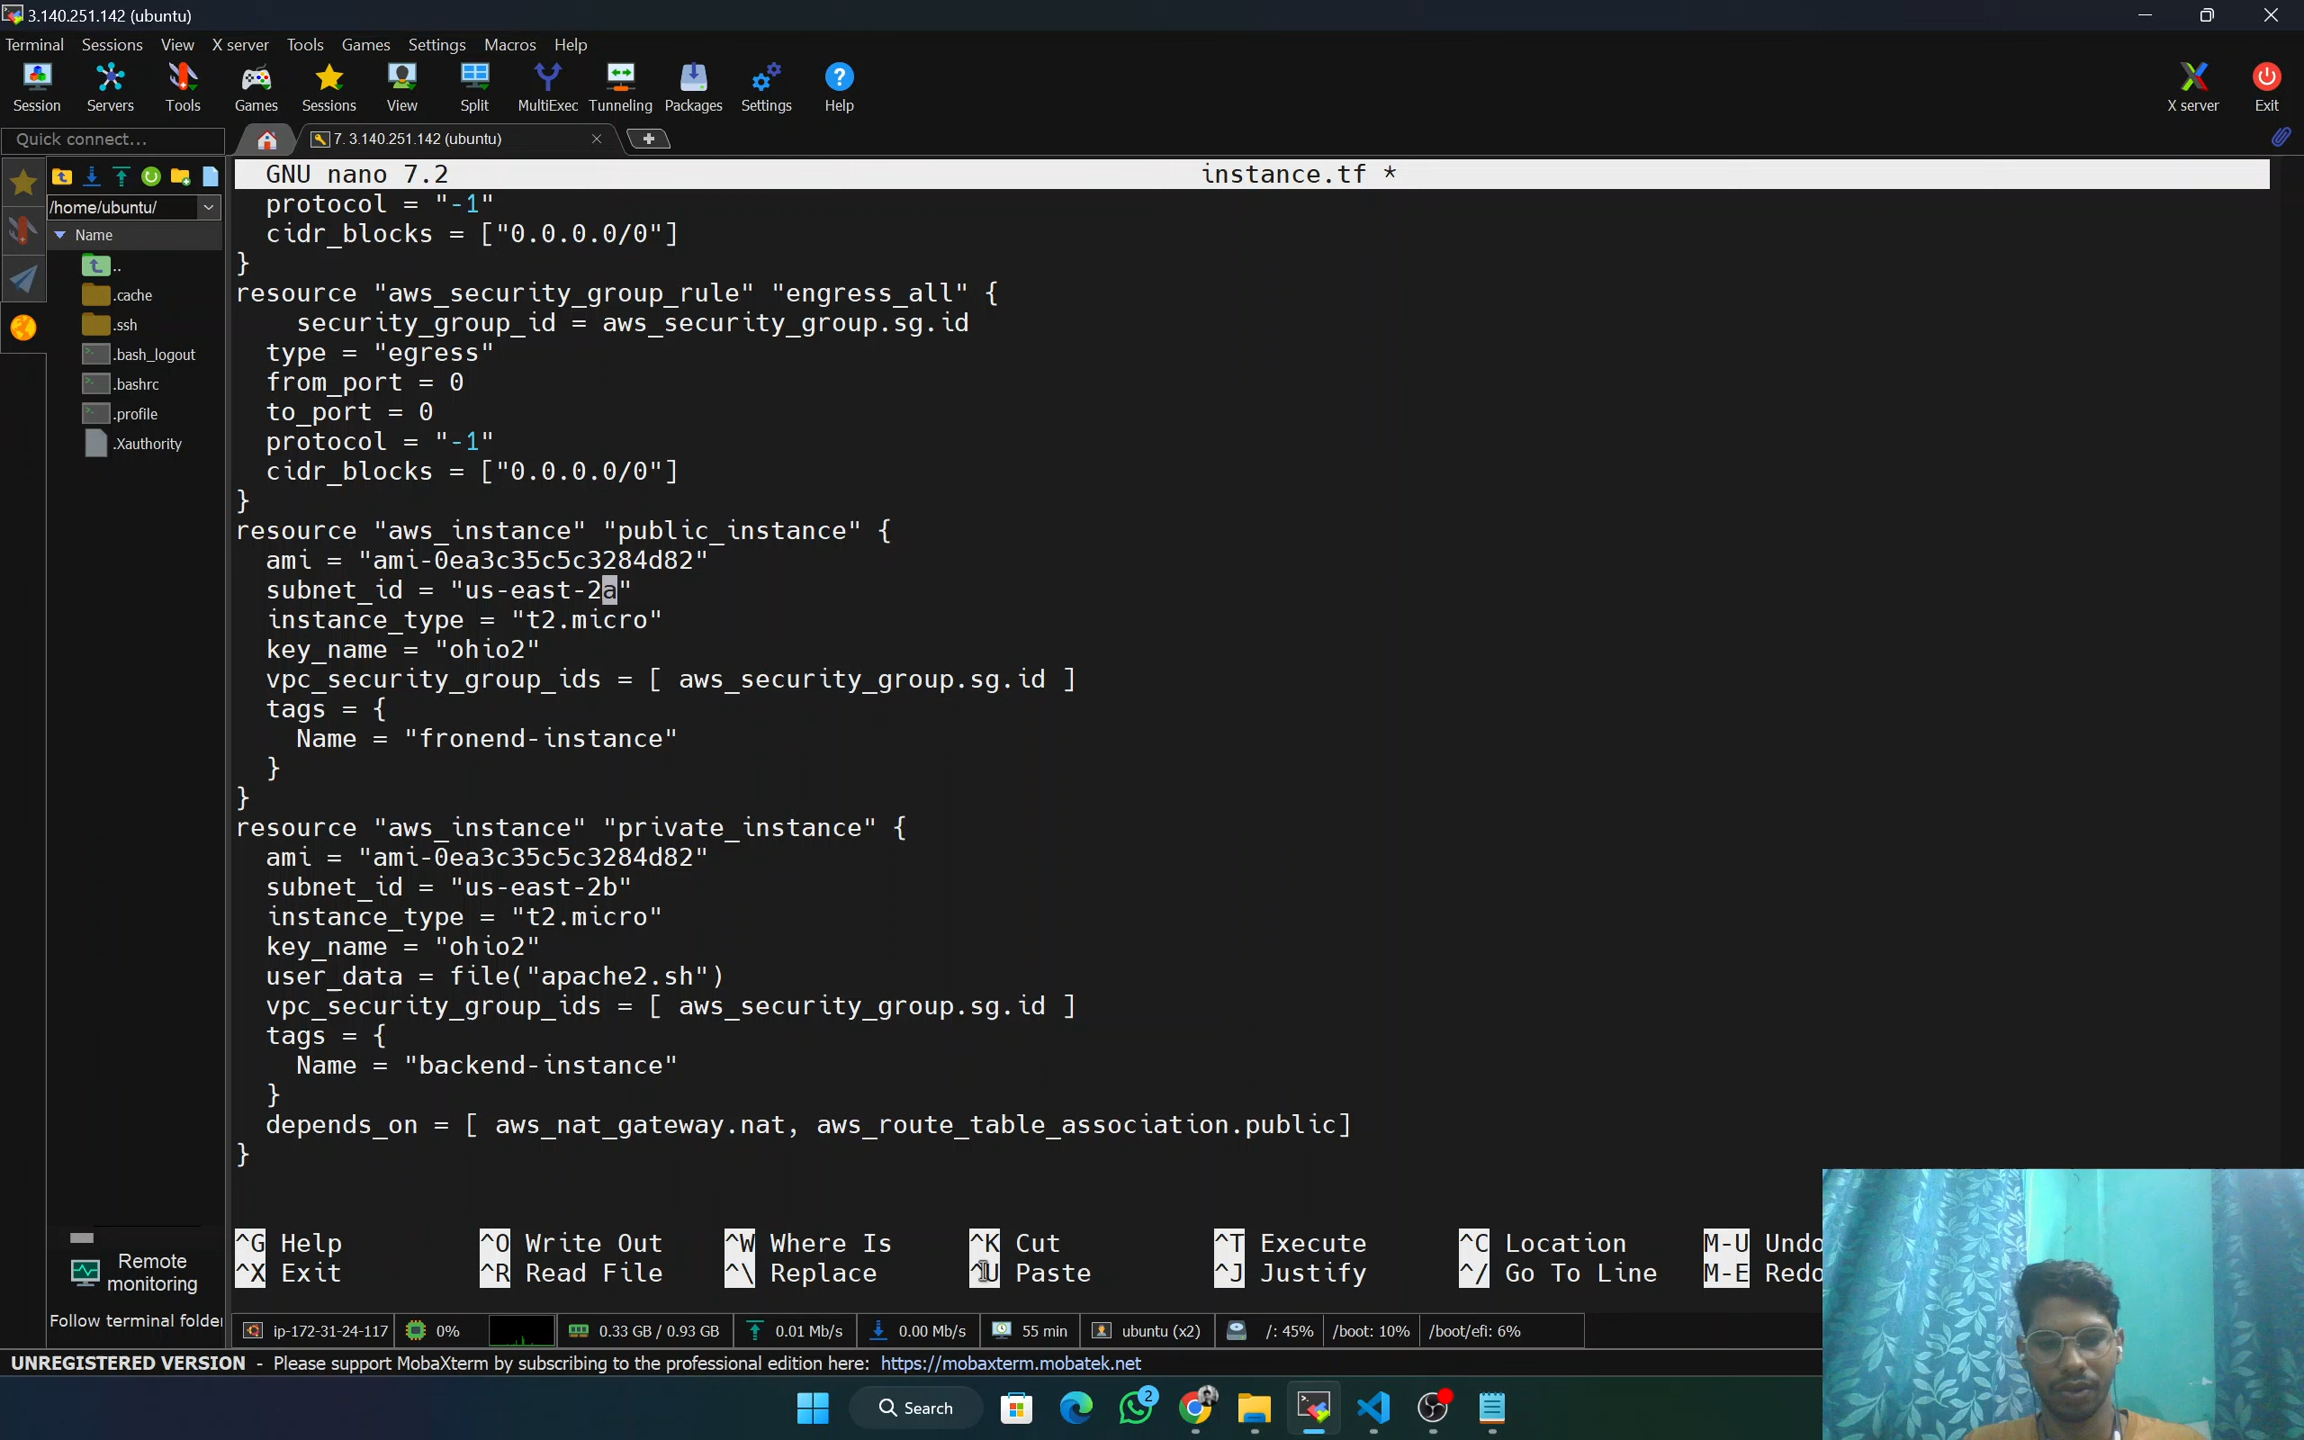 3.140.251.142 (ubuntu)
Terminal Sessions View X server Tools Games Settings Macros Help
Session Servers Tools Games Sessions View Split MultiExec Tunneling Packages Settings Help X server Exit
Quick connect...
7. 3.140.251.142 (ubuntu)
/home/ubuntu/
Name
..
.cache
.ssh
.bash_logout
.bashrc
.profile
.Xauthority
Remote
monitoring
Follow terminal folder
GNU nano 7.2 instance.tf *
protocol = "-1"
cidr_blocks = ["0.0.0.0/0"]
}
resource "aws_security_group_rule" "engress_all" {
security_group_id = aws_security_group.sg.id
type = "egress"
from_port = 0
to_port = 0
protocol = "-1"
cidr_blocks = ["0.0.0.0/0"]
}
resource "aws_instance" "public_instance" {
ami = "ami-0ea3c35c5c3284d82"
subnet_id = "us-east-2a"
instance_type = "t2.micro"
key_name = "ohio2"
vpc_security_group_ids = [ aws_security_group.sg.id ]
tags = {
Name = "fronend-instance"
}
}
resource "aws_instance" "private_instance" {
ami = "ami-0ea3c35c5c3284d82"
subnet_id = "us-east-2b"
instance_type = "t2.micro"
key_name = "ohio2"
user_data = file("apache2.sh")
vpc_security_group_ids = [ aws_security_group.sg.id ]
tags = {
Name = "backend-instance"
}
depends_on = [ aws_nat_gateway.nat, aws_route_table_association.public]
}
^G Help ^O Write Out ^W Where Is ^K Cut ^T Execute ^C Location M-U Undo
^X Exit ^R Read File ^\ Replace ^U Paste ^J Justify ^/ Go To Line M-E Redo
ip-172-31-24-117 0% 0.33 GB / 0.93 GB 0.01 Mb/s 0.00 Mb/s 55 min ubuntu (x2) /: 45% /boot: 10% /boot/efi: 6%
UNREGISTERED VERSION - Please support MobaXterm by subscribing to the professional edition here: https://mobaxterm.mobatek.net
Search
2